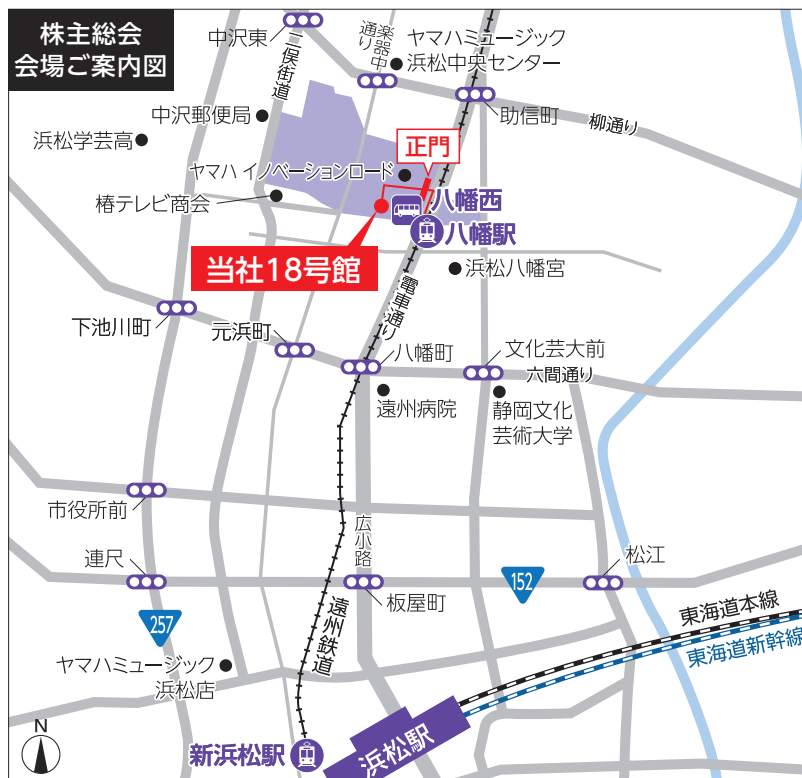 株主総会
会場ご案内図
中沢東
二俣街道
楽器中通り
ヤマハミュージック
浜松中央センター
助信町
柳通り
中沢郵便局
浜松学芸高
正門
ヤマハ イノベーションロード
椿テレビ商会
八幡西
八幡駅
当社18号館
浜松八幡宮
電車通り
下池川町
元浜町
八幡町
文化芸大前
六間通り
遠州病院
静岡文化
芸術大学
市役所前
広小路
連尺
松江
152
板屋町
257
遠州鉄道
東海道本線
東海道新幹線
ヤマハミュージック
浜松店
N
新浜松駅
浜松駅